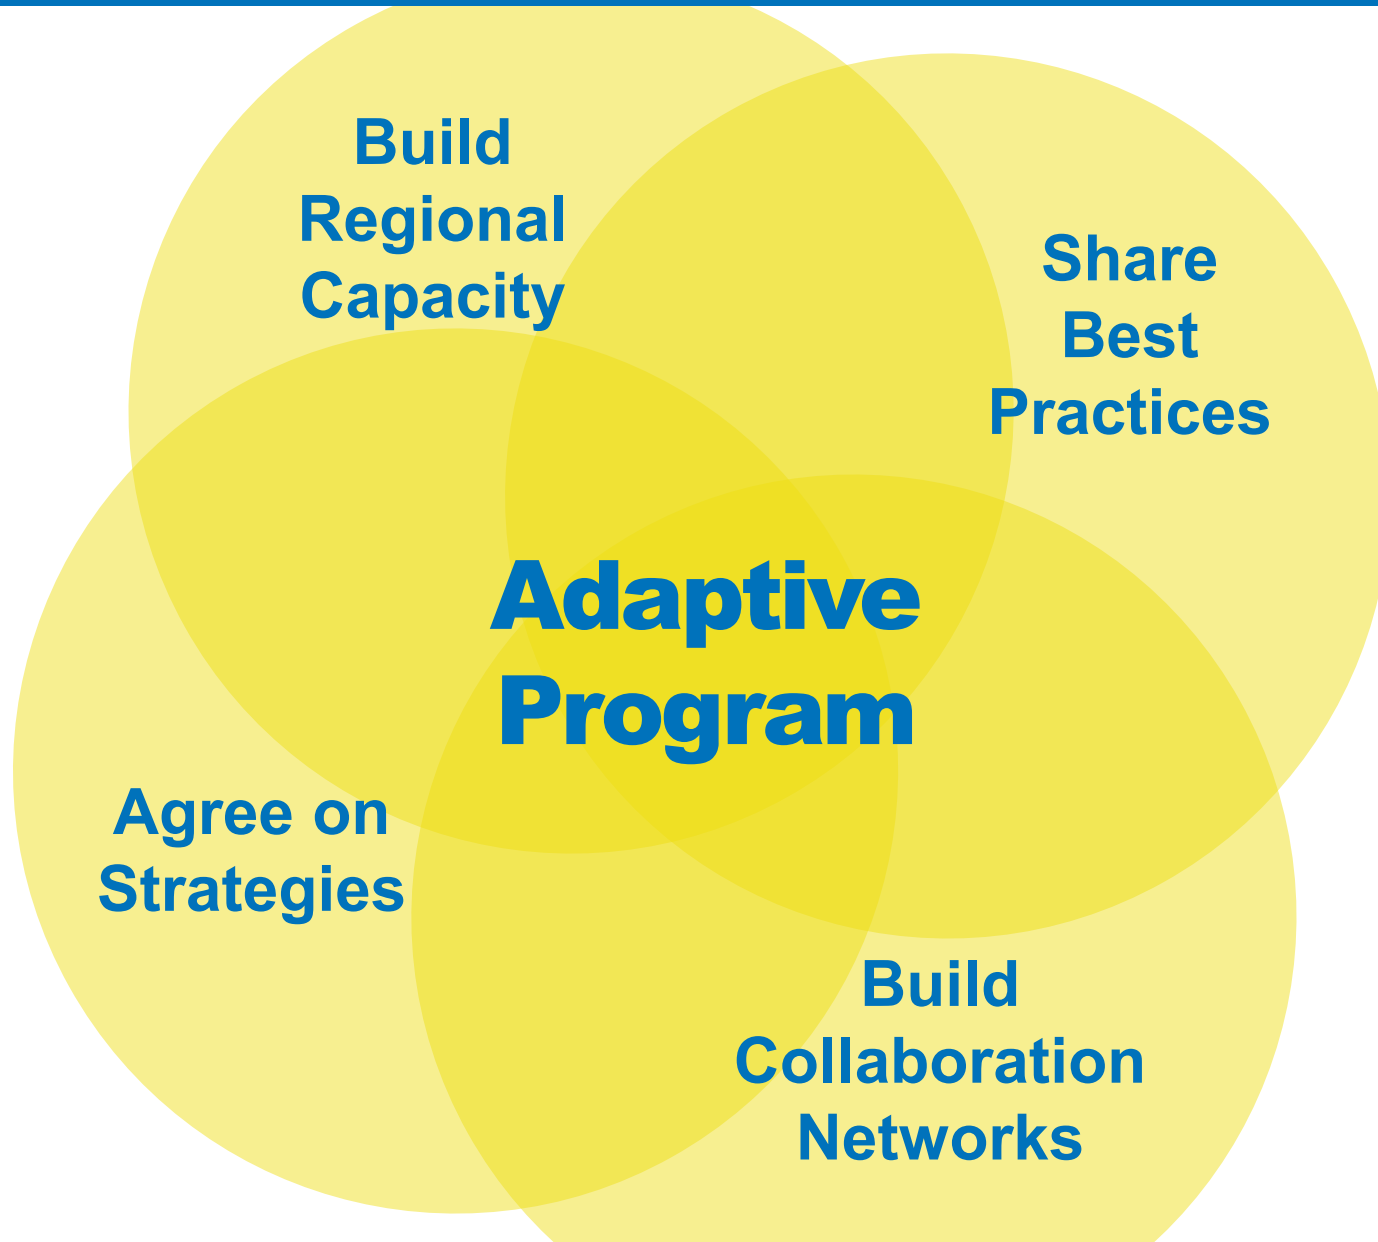 Build
Regional
Capacity
Share
Best
Practices
Adaptive
Program
Agree on
Strategies
Build
Collaboration
Networks